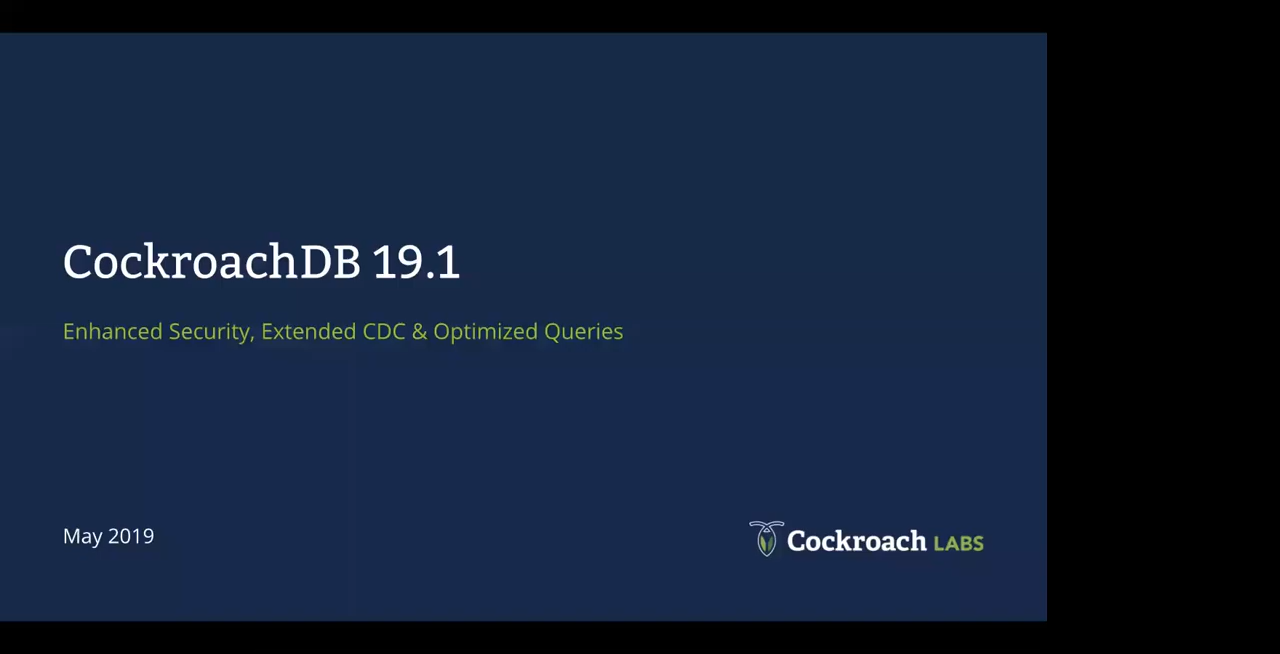 CockroachDB 19.1
Enhanced Security, Extended CDC & Optimized Queries
May 2019
Cockroach LABS